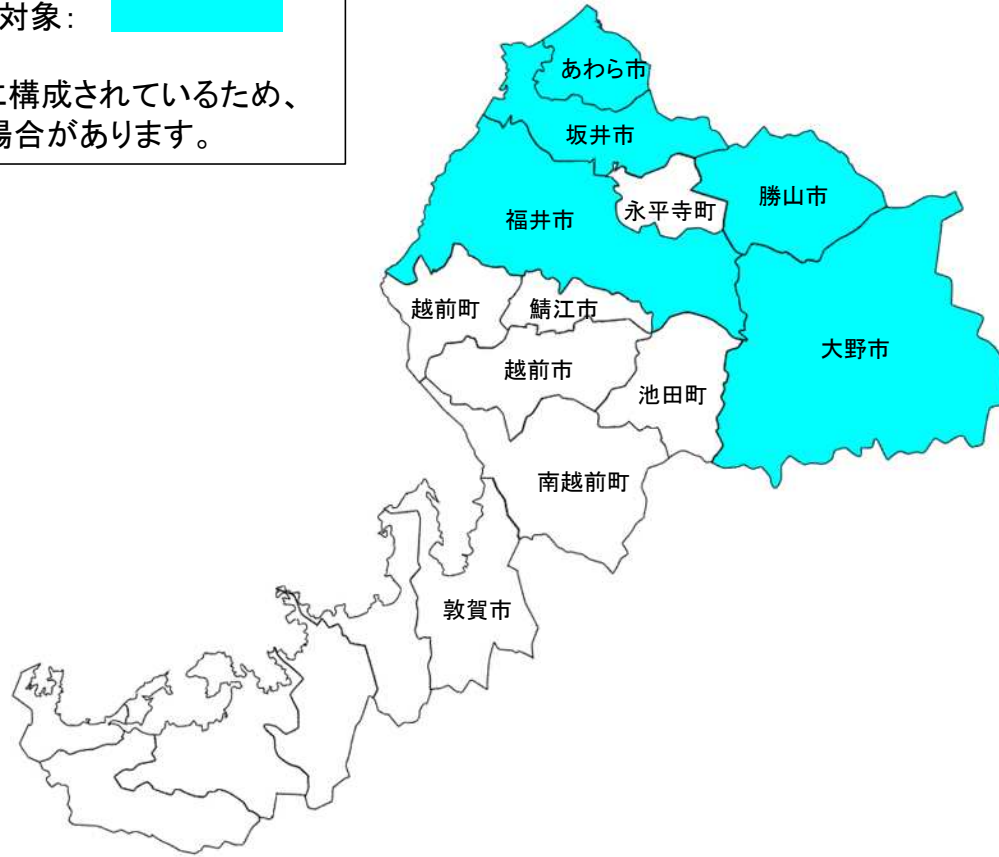 対象：
構成されているため、
場合があります。
あわら市
坂井市
勝山市
永平寺町
福井市
越前町
鯖江市
大野市
越前市
池田町
南越前町
敦賀市